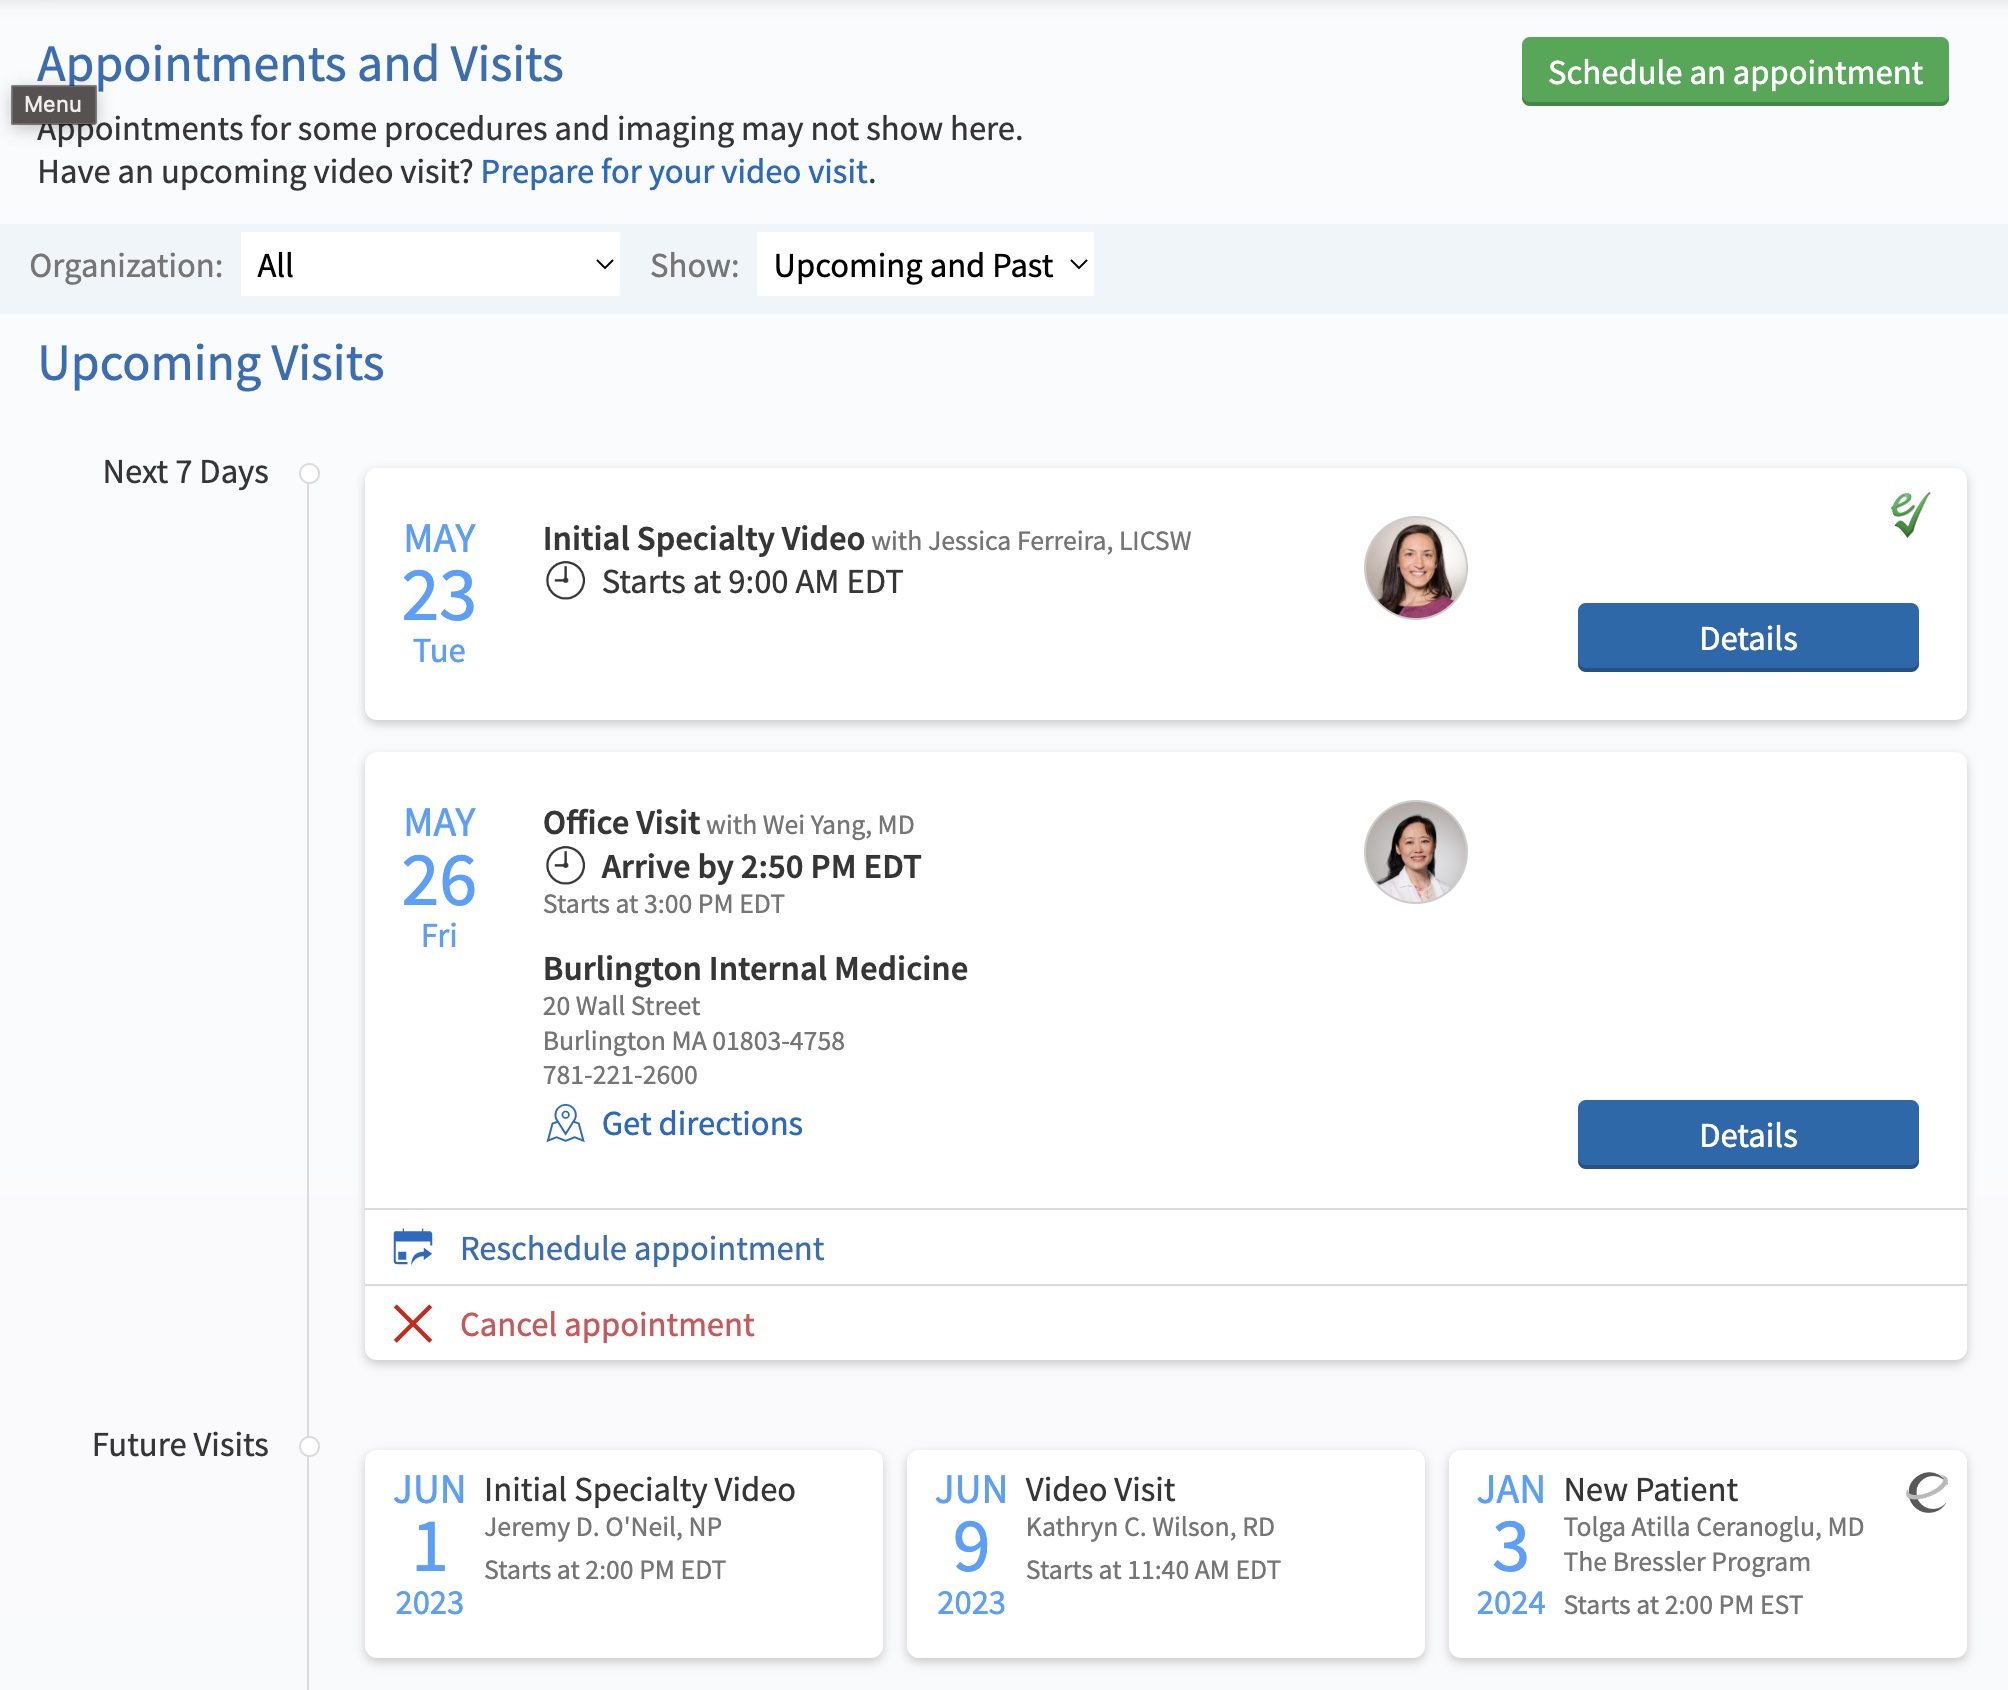 Appointments and Visits
Schedule an appointment
Menu
Appointments for some procedures and imaging may not show here.
Have an upcoming video visit? Prepare for your video visit.
Organization: All Show: Upcoming and Past
Upcoming Visits
Next 7 Days
MAY
23
Tue
Initial Specialty Video with Jessica Ferreira, LICSW
Starts at 9:00 AM EDT
Details
MAY
26
Fri
Office Visit with Wei Yang, MD
Arrive by 2:50 PM EDT
Starts at 3:00 PM EDT
Burlington Internal Medicine
20 Wall Street
Burlington MA 01803-4758
781-221-2600
Get directions
Details
Reschedule appointment
Cancel appointment
Future Visits
JUN
1
2023
Initial Specialty Video
Jeremy D. O'Neil, NP
Starts at 2:00 PM EDT
JUN
9
2023
Video Visit
Kathryn C. Wilson, RD
Starts at 11:40 AM EDT
JAN
3
2024
New Patient
Tolga Atilla Ceranoglu, MD
The Bressler Program
Starts at 2:00 PM EST